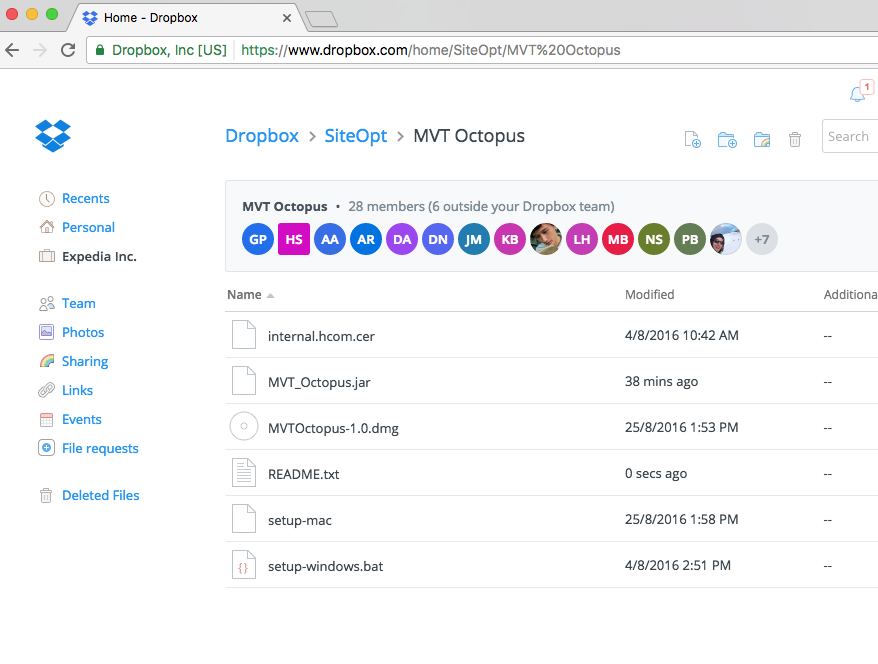 Home - Dropbox
Dropbox, Inc [US] https://www.dropbox.com/home/SiteOpt/MVT%20Octopus
1
Dropbox > SiteOpt > MVT Octopus
Search
Recents
Personal
Expedia Inc.
Team
Photos
Sharing
Links
Events
File requests
Deleted Files
MVT Octopus • 28 members (6 outside your Dropbox team)
GP HS AA AR DA DN JM KB LH MB NS PB +7
Name Modified Additiona
internal.hcom.cer 4/8/2016 10:42 AM --
MVT_Octopus.jar 38 mins ago --
MVTOctopus-1.0.dmg 25/8/2016 1:53 PM --
README.txt 0 secs ago --
setup-mac 25/8/2016 1:58 PM --
{} setup-windows.bat 4/8/2016 2:51 PM --